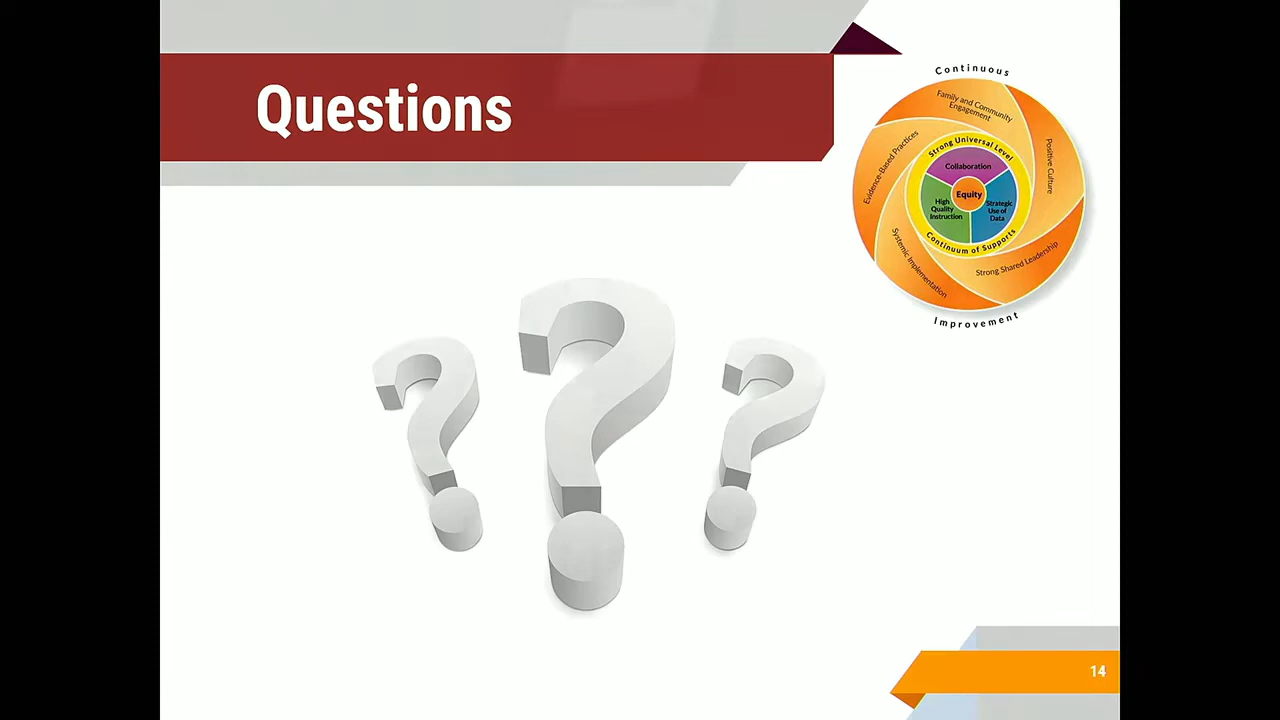 Questions
Continuous
Family and Community
Engagement
Positive Culture
Evidence-Based Practices
Strong Universal Level
Collaboration
Equity
High
Quality
Instruction
Strategic
Use of
Data
Continuum of Supports
Strong Shared Leadership
Systemic Implementation
Improvement
14